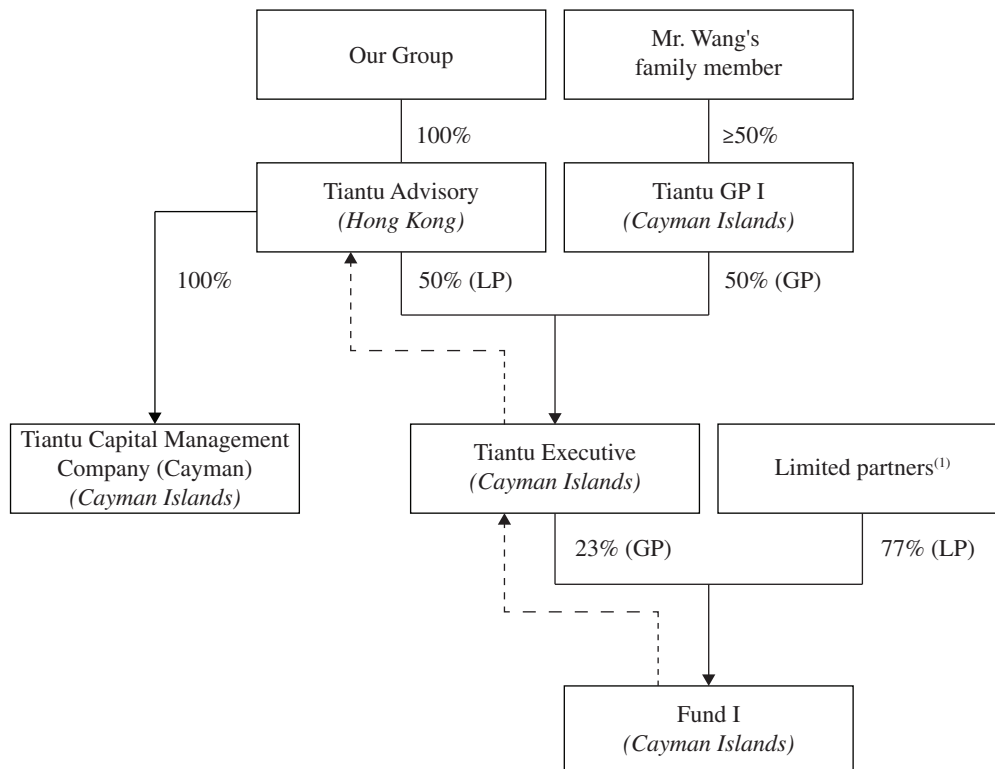 Our Group
Mr. Wang's
family member
100%
≥50%
Tiantu Advisory
(Hong Kong)
Tiantu GP I
(Cayman Islands)
100%
50% (LP)
50% (GP)
Tiantu Capital Management
Company (Cayman)
(Cayman Islands)
Tiantu Executive
(Cayman Islands)
Limited partners(1)
23% (GP)
77% (LP)
Fund I
(Cayman Islands)